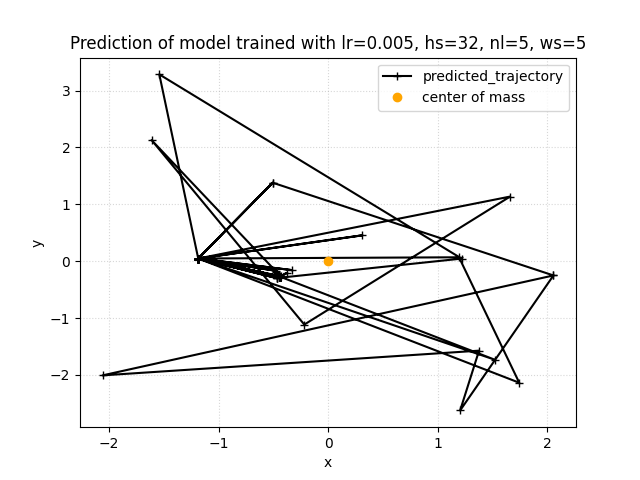 Prediction of model trained with lr=0.005, hs=32, nl=5, ws=5
predicted_trajectory
center of mass
3
2
1
0
−1
−2
y
−2
−1
0
1
2
x